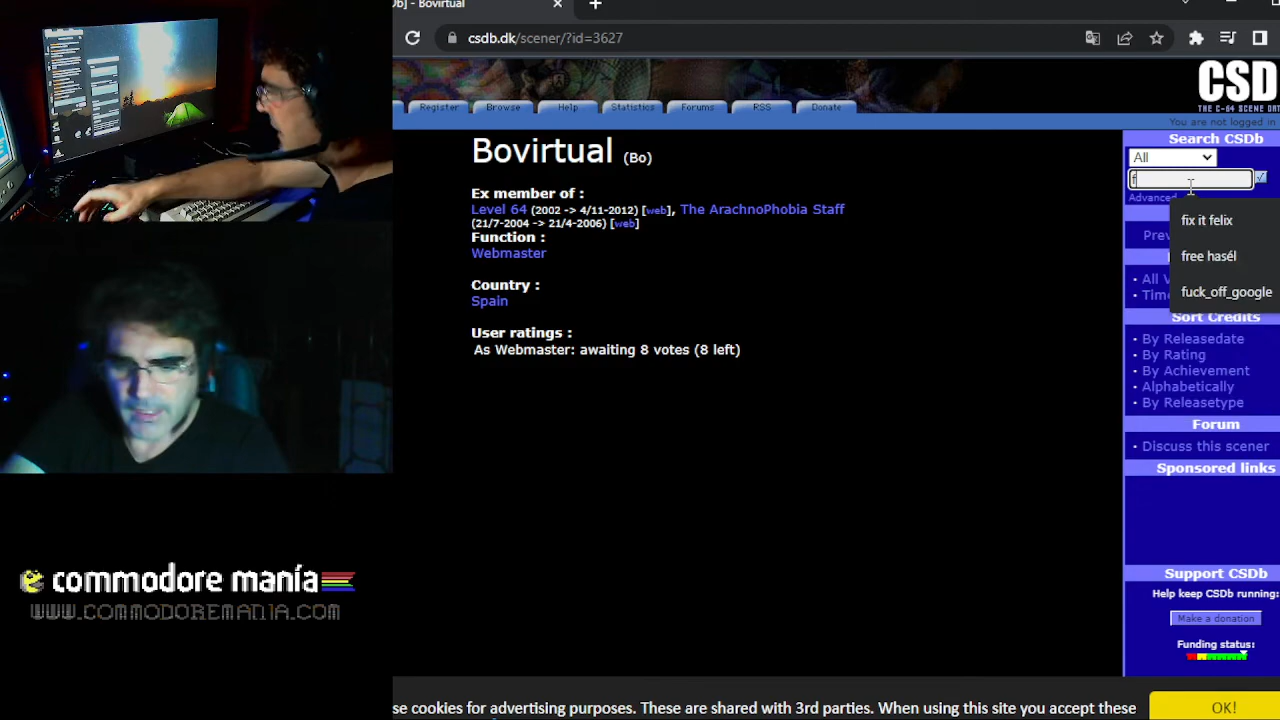 Db] - Bovirtual
csdb.dk/scener/?id=3627
CSD
THE C-64 SCENE DAT
Register Browse Help Statistics Forums RSS Donate
You are not logged in
Bovirtual (Bo)
Ex member of :
Level 64 (2002 -> 4/11-2012) [web], The ArachnoPhobia Staff
(21/7-2004 -> 21/4-2006) [web]
Function :
Webmaster
Country :
Spain
User ratings :
As Webmaster: awaiting 8 votes (8 left)
Search CSDb
All
f
Advanced
fix it felix
free hasél
fuck_off_google
Prev
All V
Tim
Sort Credits
• By Releasedate
• By Rating
• By Achievement
• Alphabetically
• By Releasetype
Forum
• Discuss this scener
Sponsored links
Support CSDb
Help keep CSDb running:
Make a donation
Funding status:
commodore manía
WWW.COMMODOREMANIA.COM
se cookies for advertising purposes. These are shared with 3rd parties. When using this site you accept these
OK!